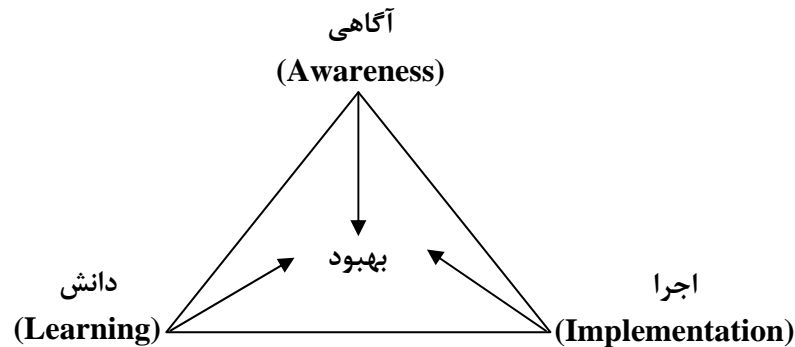 آگاهی
(Awareness)
بهبود
دانش
(Learning)
اجرا
(Implementation)